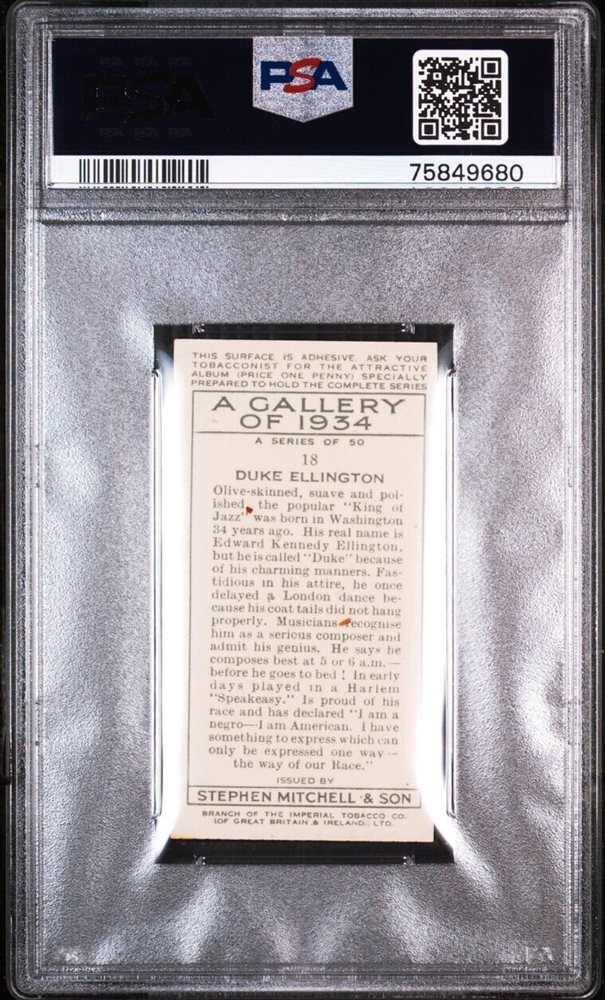 PSA
75849680
THIS SURFACE IS ADHESIVE. ASK YOUR
TOBACCONIST FOR THE ATTRACTIVE
ALBUM (PRICE ONE PENNY) SPECIALLY
PREPARED TO HOLD THE COMPLETE SERIES
A GALLERY
OF 1934
A SERIES OF 50
18
DUKE ELLINGTON
Olive-skinned, suave and pol-
ished, the popular "King of
Jazz" was born in Washington
34 years ago. His real name is
Edward Kennedy Ellington,
but he is called "Duke" because
of his charming manners. Fas-
tidious in his attire, he once
delayed a London dance be-
cause his coat tails did not hang
properly. Musicians recognise
him as a serious composer and
admit his genius. He says he
composes best at 5 or 6 a.m.—
before he goes to bed! In early
days played in a Harlem
"Speakeasy." Is proud of his
race and has declared "I am a
negro—I am American. I have
something to express which can
only be expressed one way—
the way of our Race."
ISSUED BY
STEPHEN MITCHELL & SON
BRANCH OF THE IMPERIAL TOBACCO CO.
(OF GREAT BRITAIN & IRELAND), LTD.